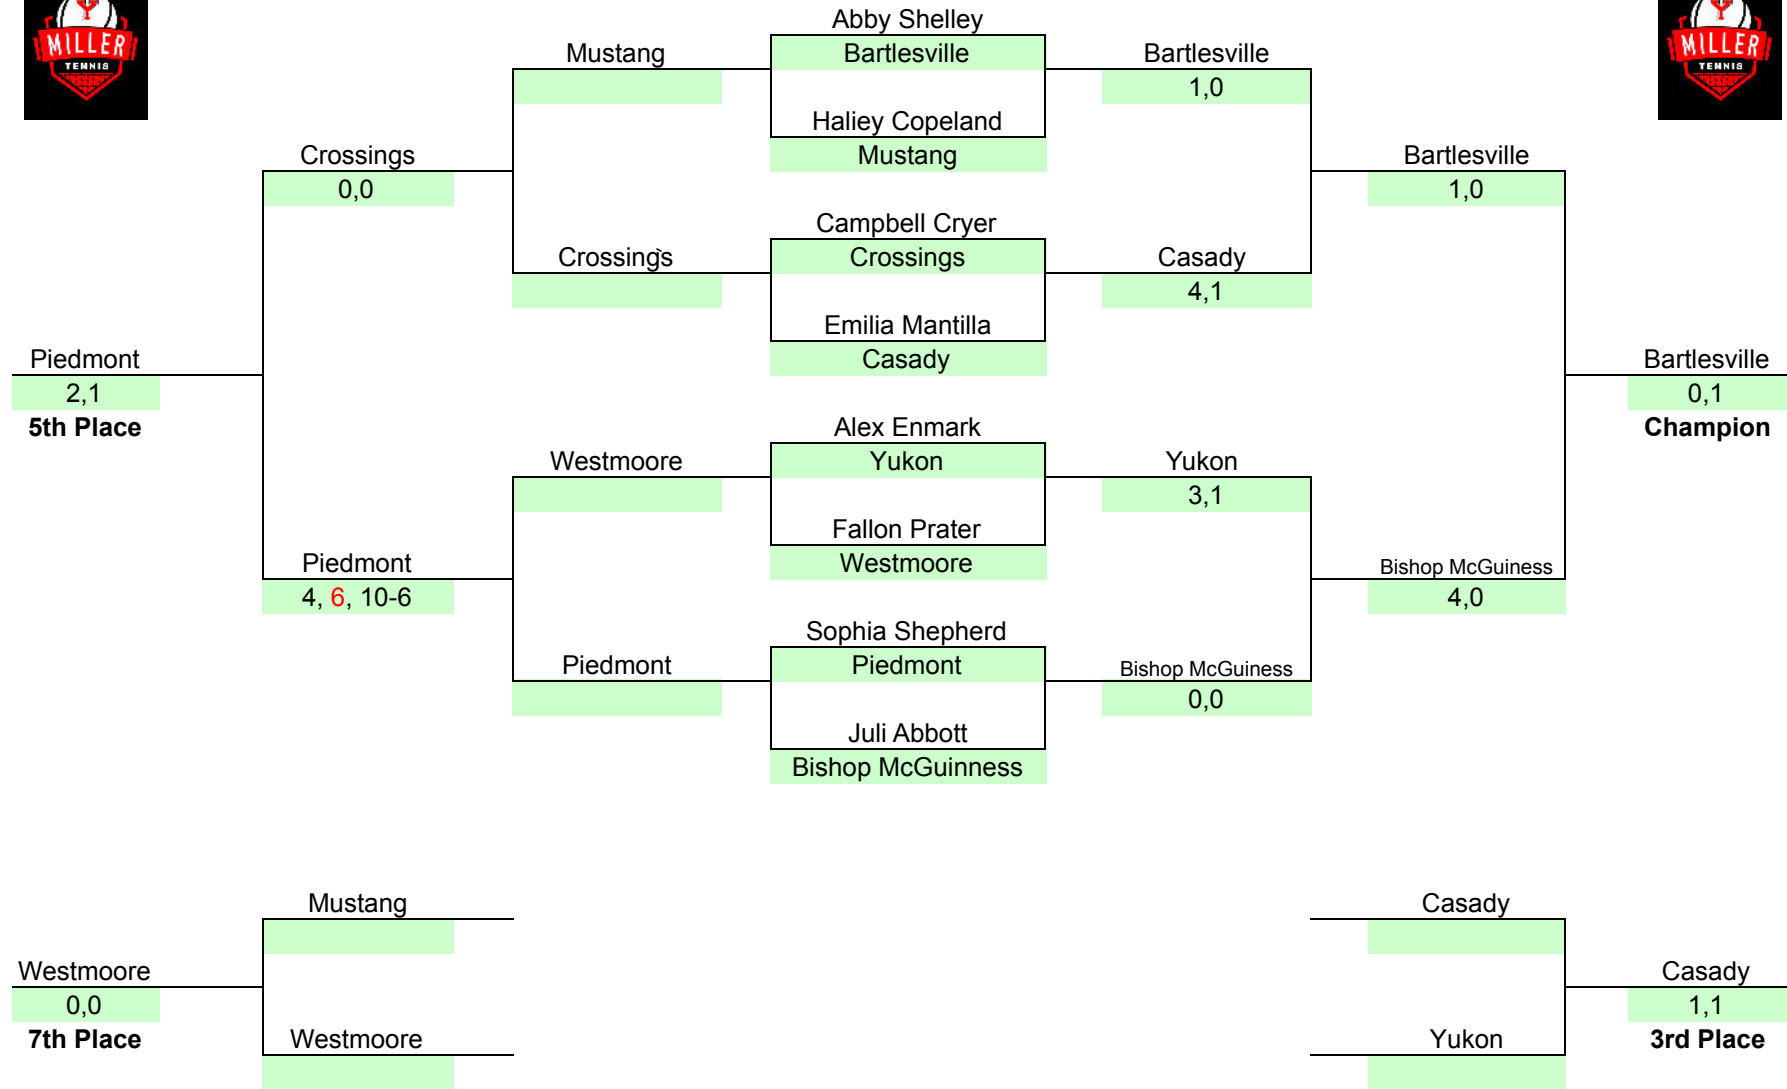 Y
MILLER
TENNIS
Y
MILLER
TENNIS
Abby Shelley
Mustang
Bartlesville
Bartlesville
1,0
Haliey Copeland
Crossings
Mustang
Bartlesville
0,0
1,0
Campbell Cryer
Crossing`s
Crossings
Casady
4,1
Emilia Mantilla
Piedmont
Casady
Bartlesville
2,1
0,1
5th Place
Alex Enmark
Champion
Westmoore
Yukon
Yukon
3,1
Fallon Prater
Piedmont
Westmoore
Bishop McGuiness
4, 6, 10-6
4,0
Sophia Shepherd
Piedmont
Piedmont
Bishop McGuiness
0,0
Juli Abbott
Bishop McGuinness
Mustang
Casady
Westmoore
Casady
0,0
1,1
7th Place
Westmoore
Yukon
3rd Place